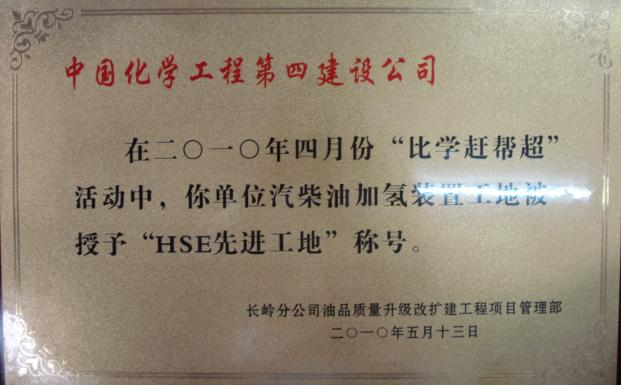 中国化学工程第四建设公司
在二〇一〇年四月份“比学赶帮超”
活动中，你单位汽柴油加氢装置工地被
授予“HSE先进工地”称号。
长岭分公司油品质量升级改扩建工程项目管理部
二〇一〇年五月十三日